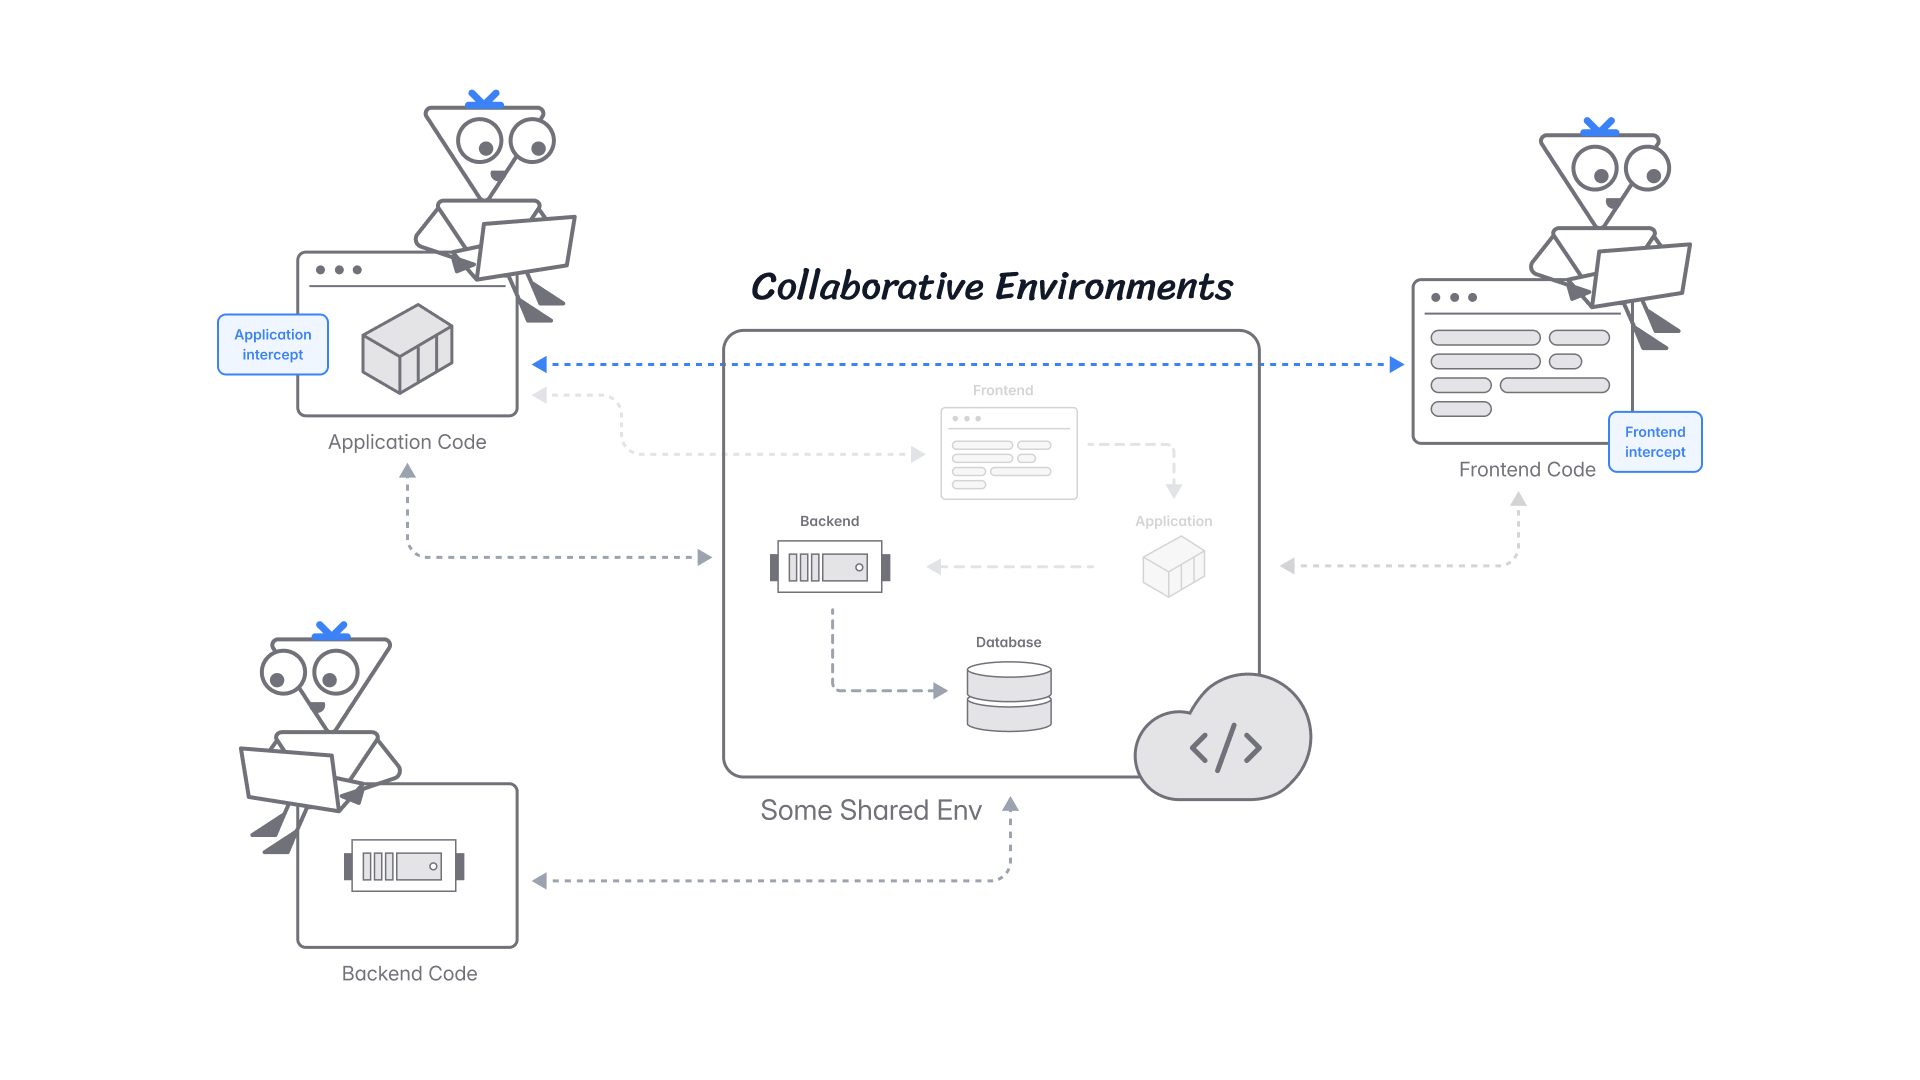 Collaborative Environments
Application
intercept
Application Code
Frontend
Backend
Application
Database
Some Shared Env
Frontend
intercept
Frontend Code
Backend Code